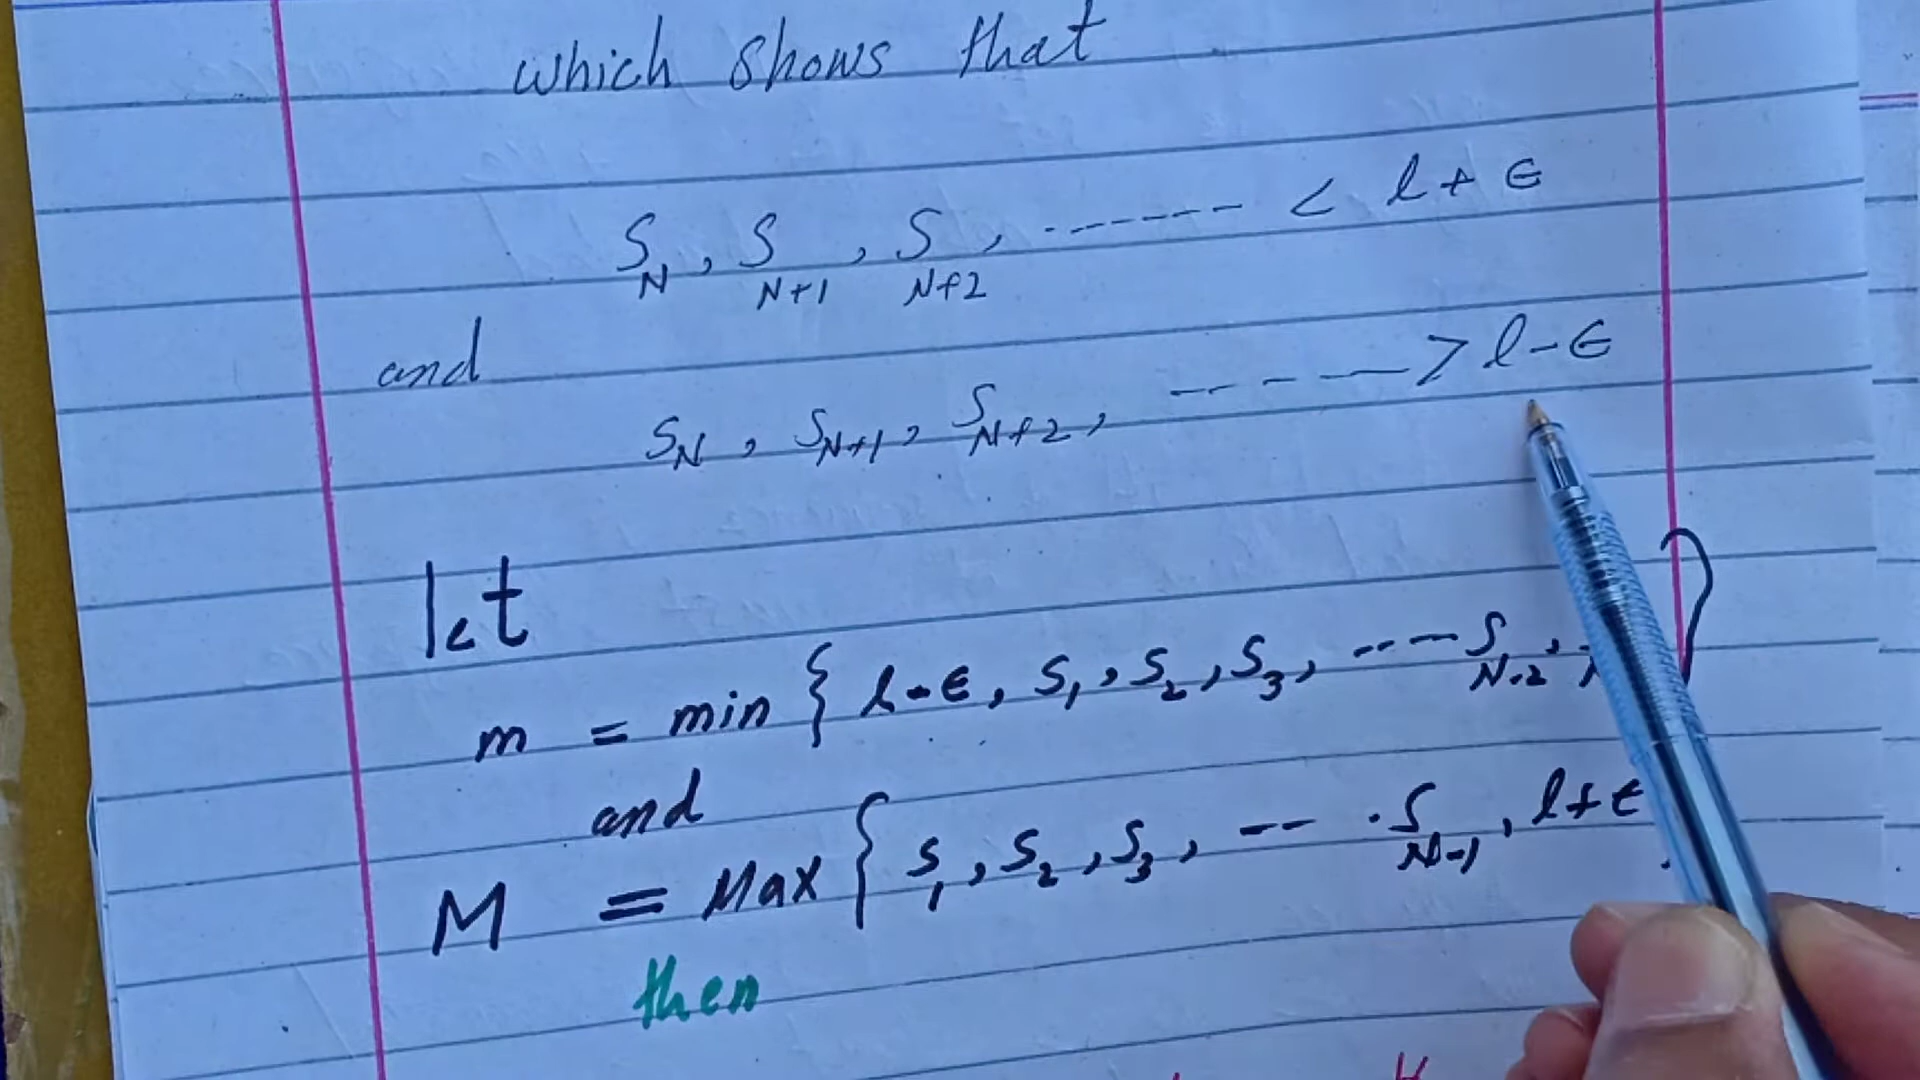 which shows that
S_N, S_{N+1}, S_{N+2}, ------- < l + ϵ
and
S_N, S_{N+1}, S_{N+2}, ----- > l - ϵ
let
m = min { l-ϵ, S_1, S_2, S_3, ---- S_{N-2},
and
M = Max { S_1, S_2, S_3, -- . S_{N-1}, l+ϵ
then